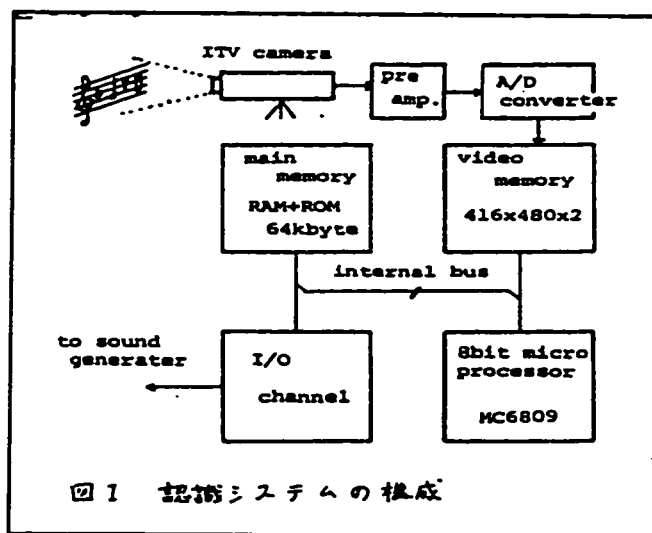 ITV camera
pre
amp.
A/D
converter
main
memory
RAM+ROM
64kbyte
video
memory
416x480x2
internal bus
to sound
generater
I/O
channel
8bit micro
processor
MC6809
図1 認識システムの構成